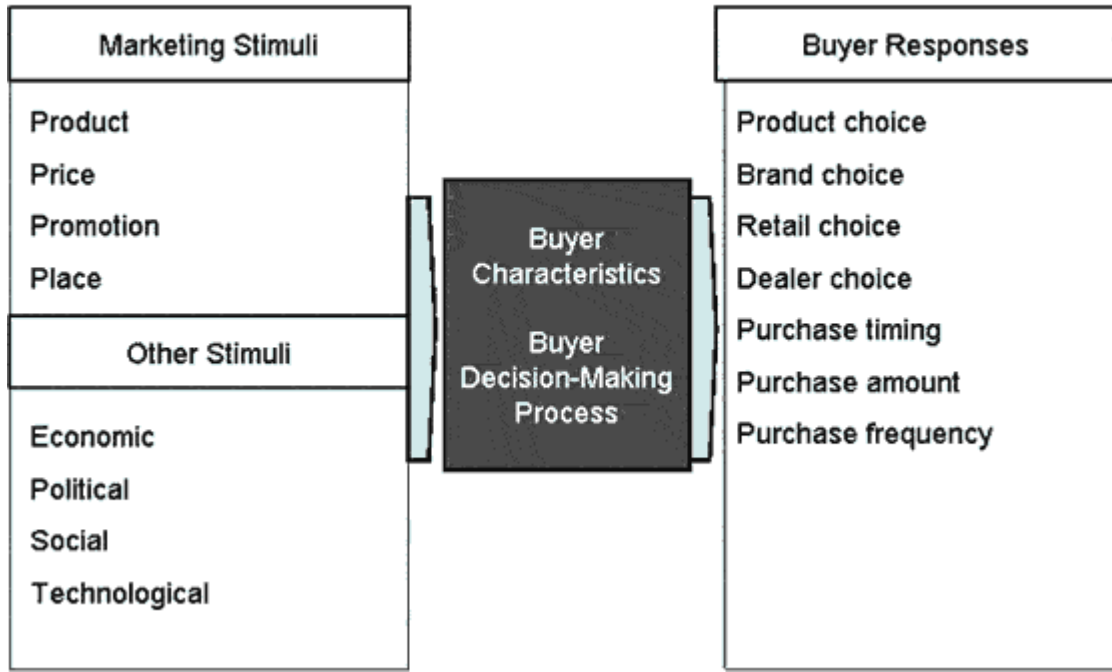 Marketing Stimuli
Product
Price
Promotion
Place
Other Stimuli
Economic
Political
Social
Technological
Buyer
Characteristics
Buyer
Decision-Making
Process
Buyer Responses
Product choice
Brand choice
Retail choice
Dealer choice
Purchase timing
Purchase amount
Purchase frequency